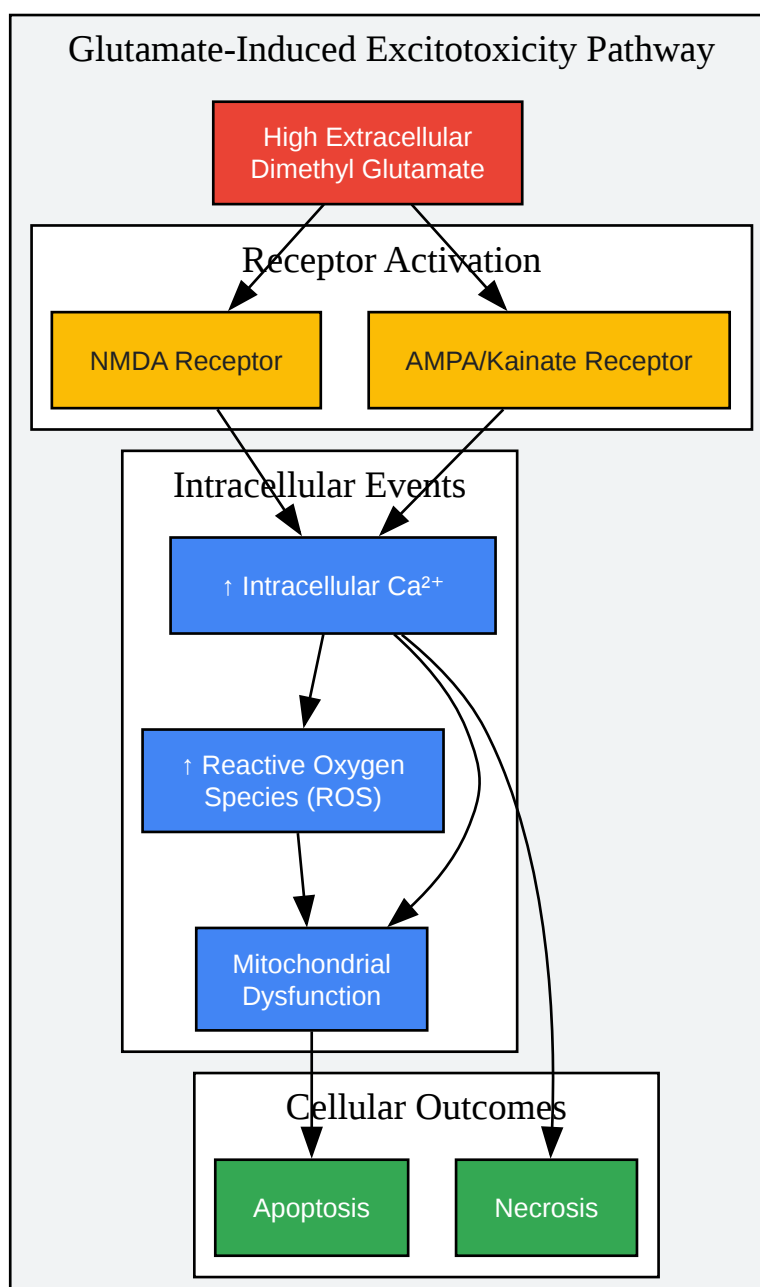 Glutamate-Induced Excitotoxicity Pathway
High Extracellular
Dimethyl Glutamate
Receptor Activation
NMDA Receptor
AMPA/Kainate Receptor
Intracellular Events
↑ Intracellular Ca²⁺
↑ Reactive Oxygen
Species (ROS)
Mitochondrial
Dysfunction
Cellular Outcomes
Apoptosis
Necrosis